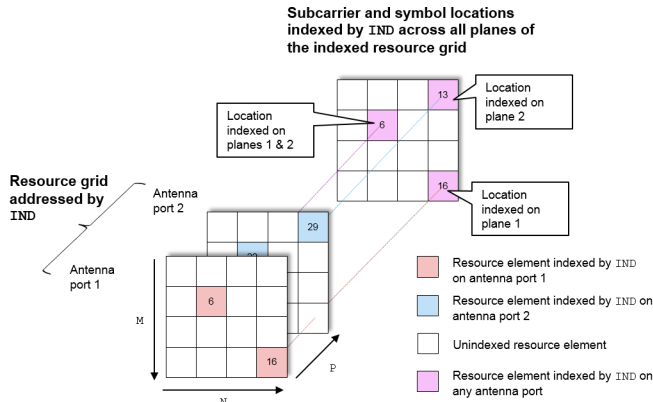 Subcarrier and symbol locations
indexed by IND across all planes of
the indexed resource grid
13
Location
indexed on
plane 2
Location
indexed on
planes 1 & 2
6
16
Location
indexed on
plane 1
Resource grid
addressed by
IND
Antenna
port 2
Antenna
port 1
29
6
16
M
N
P
Resource element indexed by IND
on antenna port 1
Resource element indexed by IND on
antenna port 2
Unindexed resource element
Resource element indexed by IND on
any antenna port